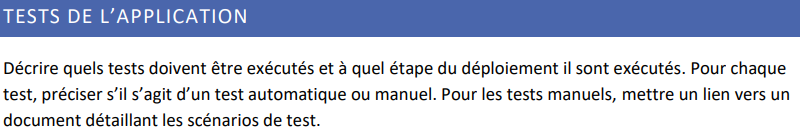 TESTS DE L’APPLICATION
Décrire quels tests doivent être exécutés et à quel étape du déploiement il sont exécutés. Pour chaque
test, préciser s’il s’agit d’un test automatique ou manuel. Pour les tests manuels, mettre un lien vers un
document détaillant les scénarios de test.